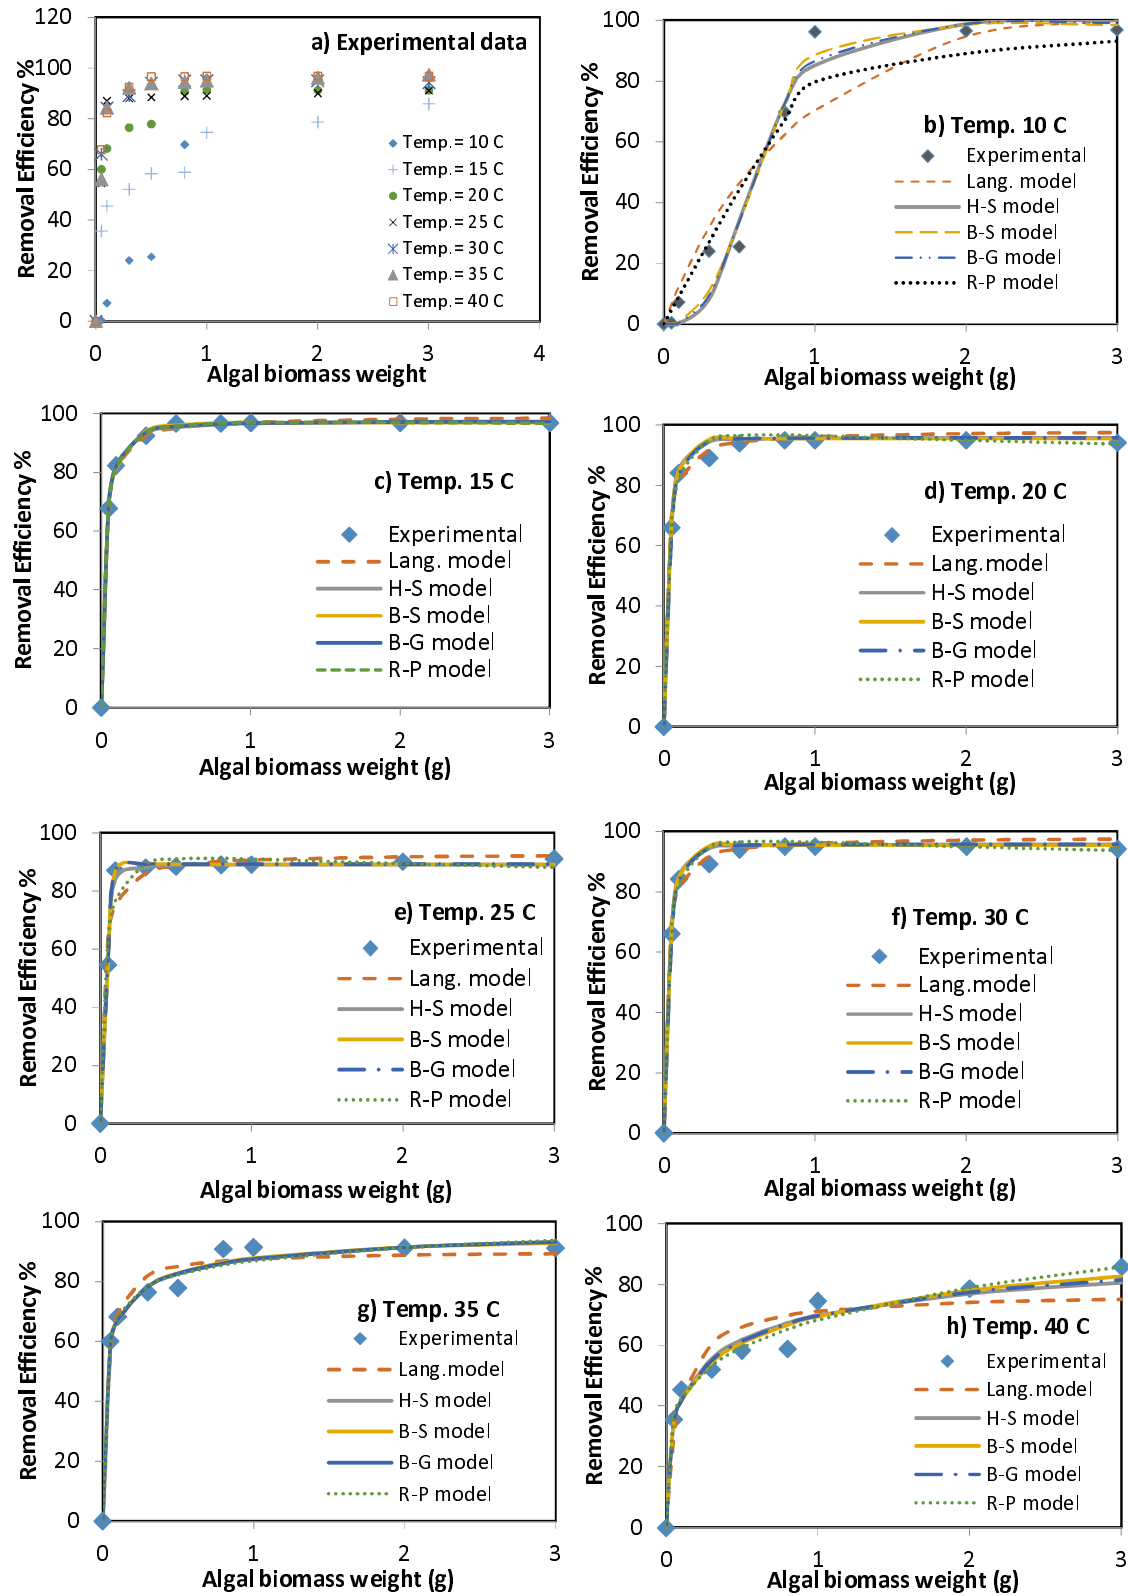 120
100
80
60
40
20
0
0 1 2 3 4
Removal Efficiency %
Algal biomass weight
a) Experimental data
Temp.= 10 C
Temp.= 15 C
Temp.= 20 C
Temp.= 25 C
Temp.= 30 C
Temp.= 35 C
Temp.= 40 C
100
80
60
40
20
0
0 1 2 3
Removal Efficiency %
Algal biomass weight (g)
b) Temp. 10 C
Experimental
Lang. model
H-S model
B-S model
B-G model
R-P model
100
80
60
40
20
0
0 1 2 3
Removal Efficiency %
Algal biomass weight (g)
c) Temp. 15 C
Experimental
Lang. model
H-S model
B-S model
B-G model
R-P model
100
80
60
40
20
0
0 1 2 3
Removal Efficiency %
Algal biomass weight (g)
d) Temp. 20 C
Experimental
Lang.model
H-S model
B-S model
B-G model
R-P model
100
80
60
40
20
0
0 1 2 3
Removal Efficiency %
Algal biomass weight (g)
e) Temp. 25 C
Experimental
Lang. model
H-S model
B-S model
B-G model
R-P model
100
80
60
40
20
0
0 1 2 3
Removal Efficiency %
Algal biomass weight (g)
f) Temp. 30 C
Experimental
Lang.model
H-S model
B-S model
B-G model
R-P model
100
80
60
40
20
0
0 1 2 3
Removal Efficiency %
Algal biomass weight (g)
g) Temp. 35 C
Experimental
Lang.model
H-S model
B-S model
B-G model
R-P model
100
80
60
40
20
0
0 1 2 3
Removal Efficiency %
Algal biomass weight (g)
h) Temp. 40 C
Experimental
Lang.model
H-S model
B-S model
B-G model
R-P model